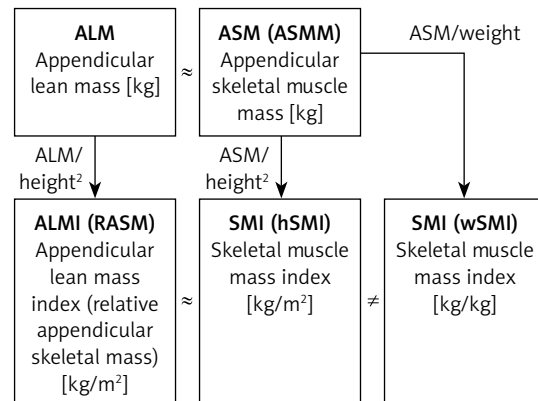 ALM
Appendicular
lean mass [kg]
≈
ASM (ASMM)
Appendicular
skeletal muscle
mass [kg]
ASM/weight
ALM/
height²
ASM/
height²
ALMI (RASM)
Appendicular
lean mass
index (relative
appendicular
skeletal mass)
[kg/m²]
≈
SMI (hSMI)
Skeletal muscle
mass index
[kg/m²]
≠
SMI (wSMI)
Skeletal muscle
mass index
[kg/kg]